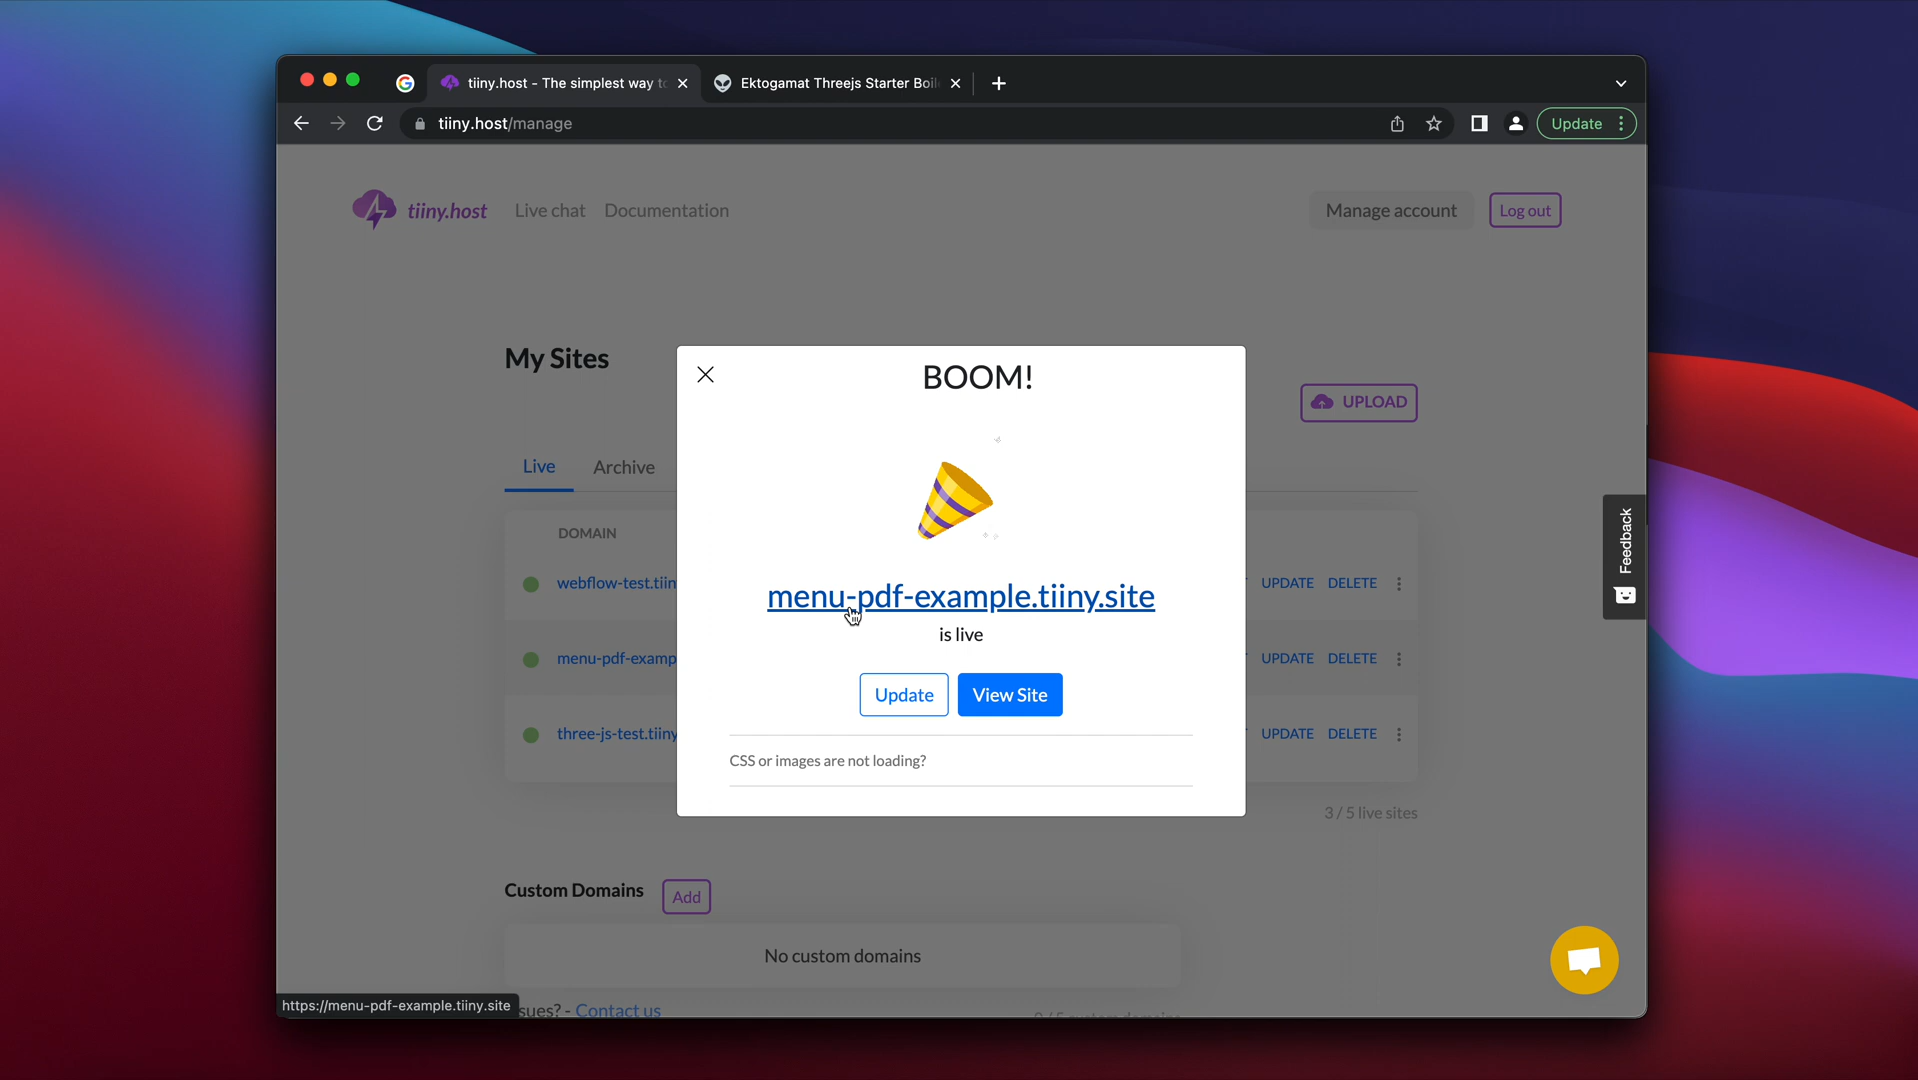 tiiny.host - The simplest way to
Ektogamat Threejs Starter Boil
tiiny.host/manage
Update
tiiny.host
Live chat
Documentation
Manage account
Log out
My Sites
BOOM!
UPLOAD
Live
Archive
DOMAIN
webflow-test.tiin
UPDATE DELETE
menu-pdf-example.tiiny.site
is live
menu-pdf-examp
UPDATE DELETE
Update
View Site
three-js-test.tiiny
UPDATE DELETE
CSS or images are not loading?
3 / 5 live sites
Feedback
Custom Domains
Add
No custom domains
https://menu-pdf-example.tiiny.site
sues? - Contact us